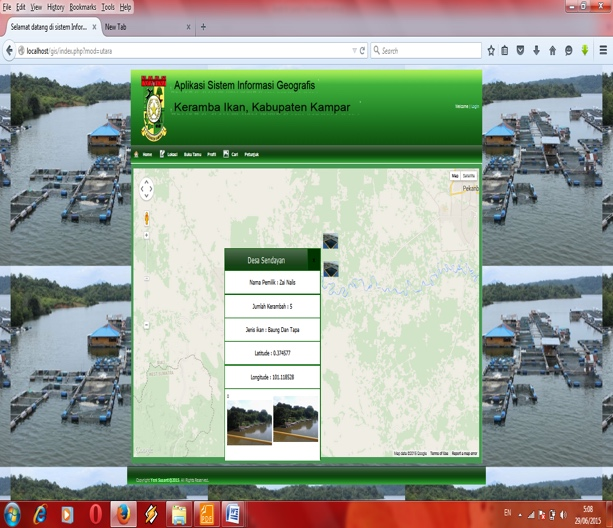 File Edit View History Bookmarks Tools Help
Selamat datang di sistem Infor...
New Tab
localhost/gis/index.php?mod=utara
Search
Aplikasi Sistem Informasi Geografis
Keramba Ikan, Kabupaten Kampar
Welcome | Login
Home Lokasi Buku Tamu Profil Cari Petunjuk
Map Satellite
Pekanb
Desa Sendayan
Nama Pemilik : Zai Nalis
Jumlah Kerambah : 5
Jenis ikan : Baung Dan Tapa
Latitude : 0.374577
Longitude : 101.118528
Map data ©2015 Google Terms of Use Report a map error
Copyright Yeni Susanti@2015. All Rights Reserved.
EN
5:08
29/06/2015